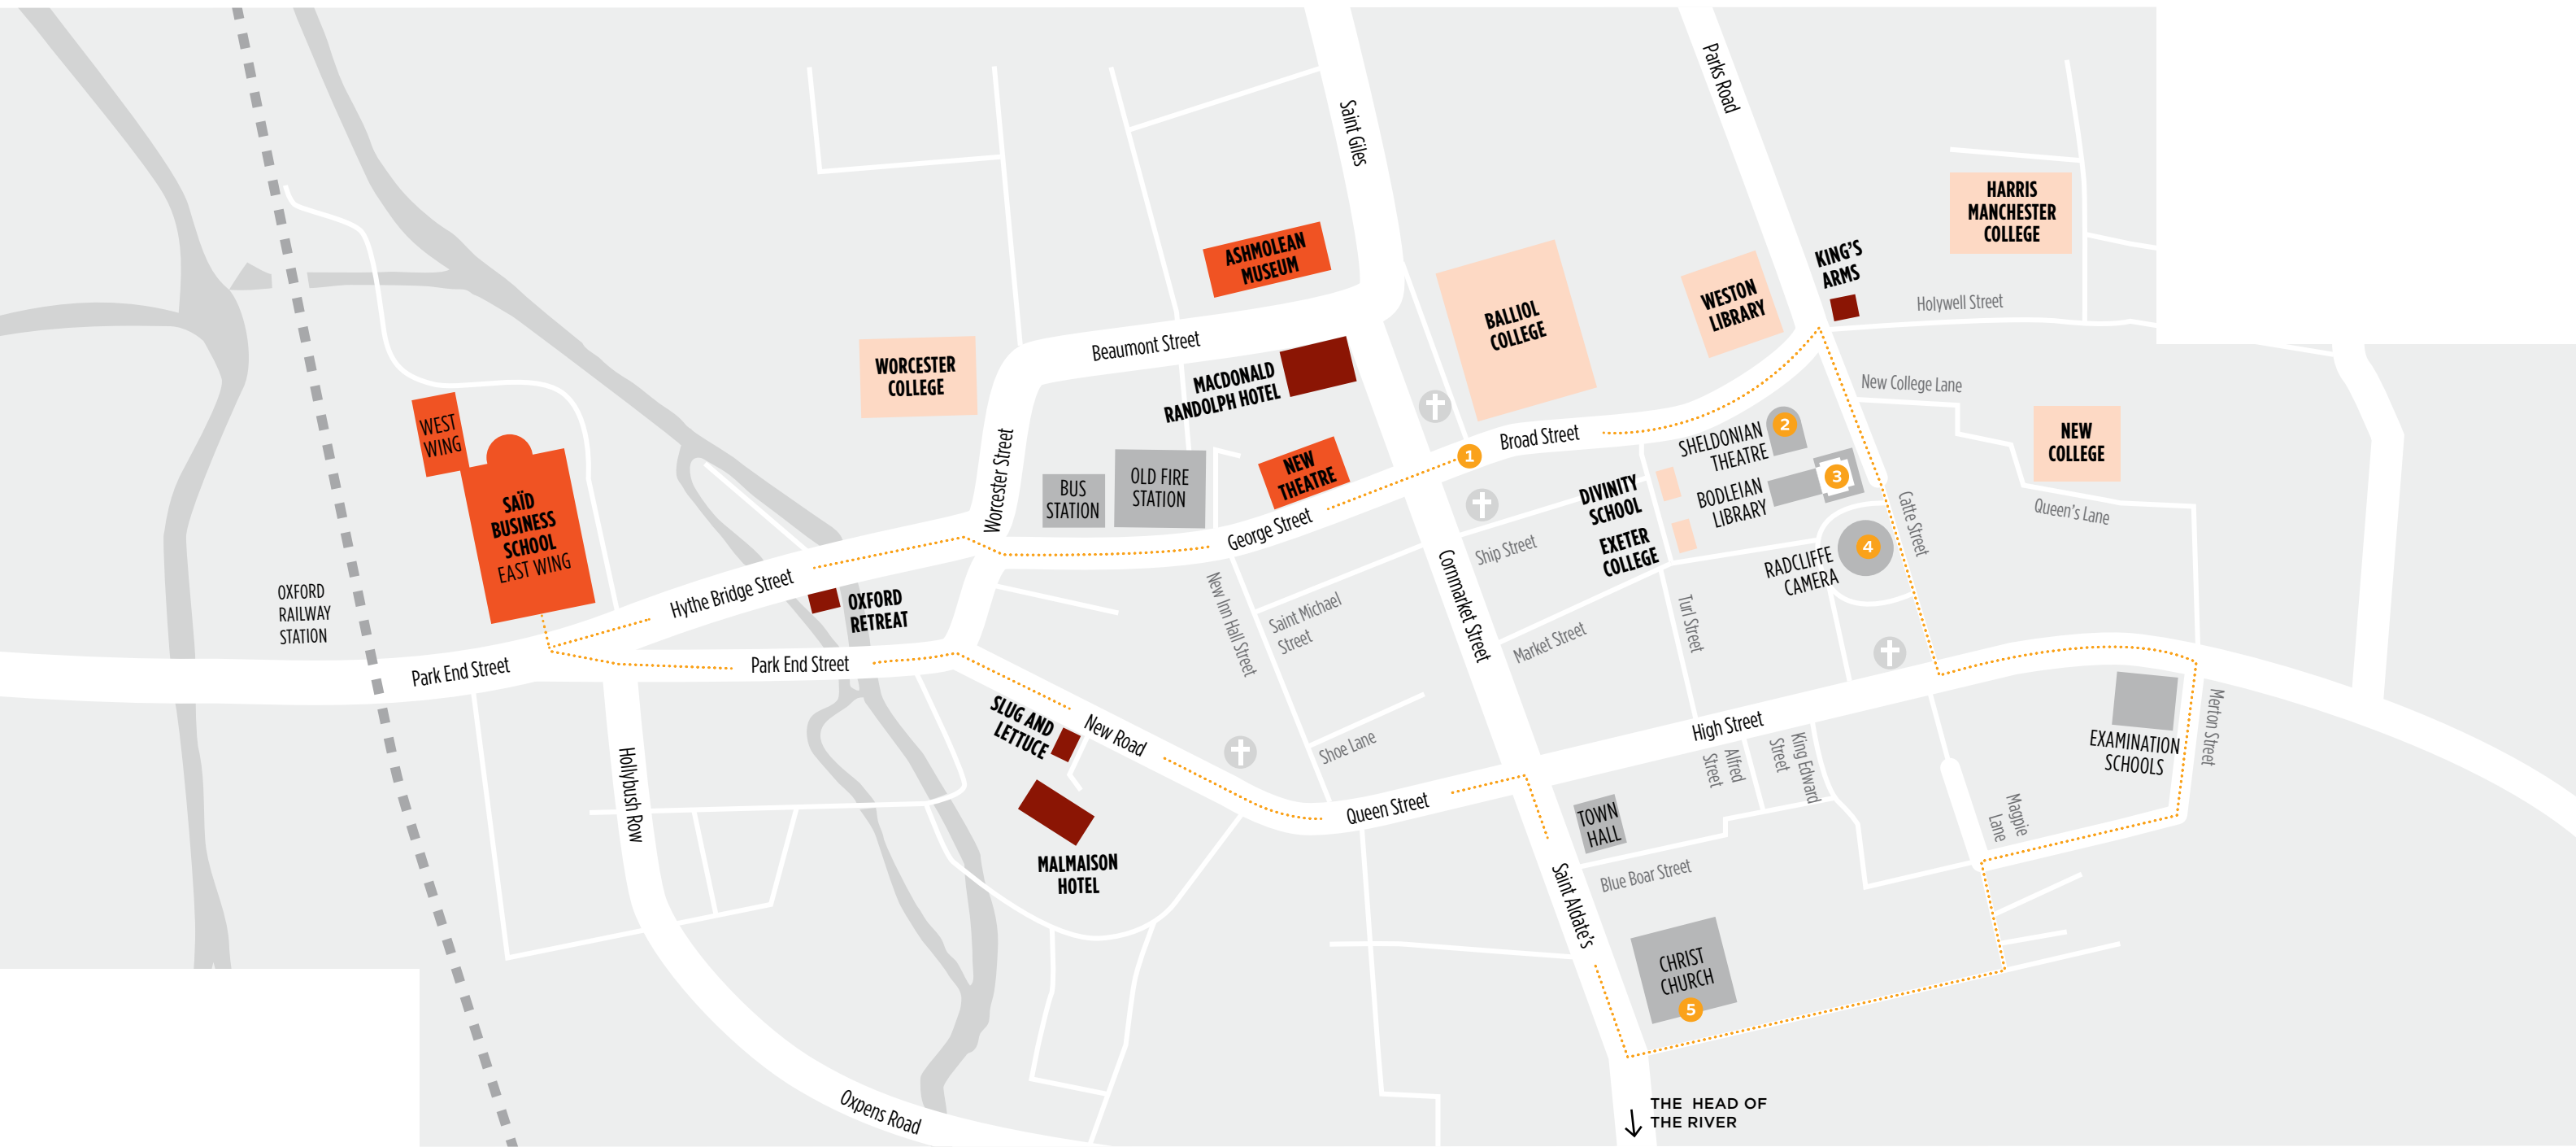 Parks Road
Saint Giles
HARRIS
MANCHESTER
COLLEGE
KING'S
ARMS
ASHMOLEAN
MUSEUM
BALLIOL
COLLEGE
WESTON
LIBRARY
Holywell Street
Beaumont Street
WORCESTER
COLLEGE
MACDONALD
RANDOLPH HOTEL
New College Lane
WEST
WING
NEW
COLLEGE
Broad Street
1
2
SHELDONIAN
THEATRE
Worcester Street
BUS
STATION
OLD FIRE
STATION
NEW
THEATRE
DIVINITY
SCHOOL
BODLEIAN
LIBRARY
3
Catte Street
Queen's Lane
SAÏD
BUSINESS
SCHOOL
EAST WING
George Street
Ship Street
EXETER
COLLEGE
RADCLIFFE
CAMERA
4
OXFORD
RAILWAY
STATION
Hythe Bridge Street
OXFORD
RETREAT
New Inn Hall Street
Saint Michael
Street
Cornmarket Street
Market Street
Turl Street
Park End Street
Park End Street
SLUG AND
LETTUCE
New Road
Shoe Lane
High Street
Alfred
Street
King Edward
Street
Merton Street
EXAMINATION
SCHOOLS
Hollybush Row
Queen Street
TOWN
HALL
Magpie
Lane
MALMAISON
HOTEL
Blue Boar Street
Saint Aldate's
CHRIST
CHURCH
5
Oxpens Road
THE HEAD OF
THE RIVER